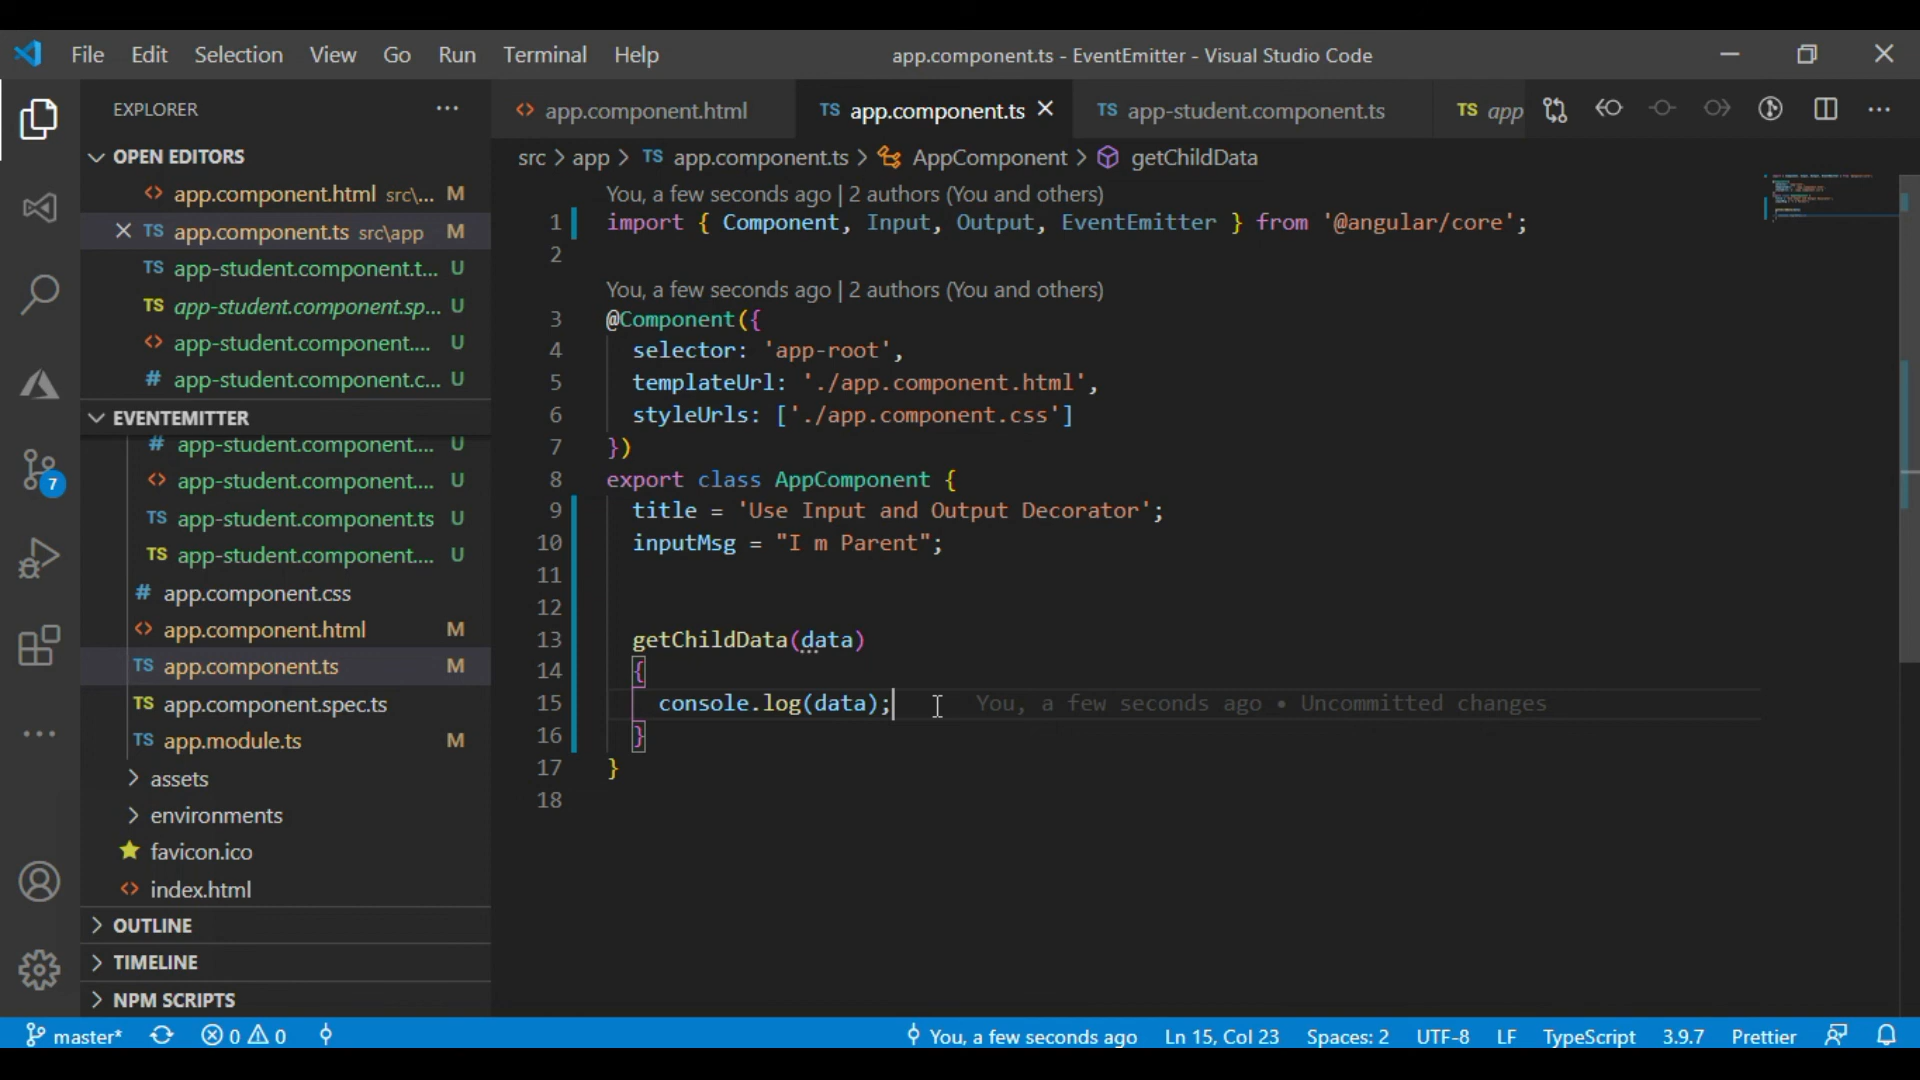 File Edit Selection View Go Run Terminal Help app.component.ts - EventEmitter - Visual Studio Code
EXPLORER ···
OPEN EDITORS
<> app.component.html src\... M
TS app.component.ts src\app M
TS app-student.component.t... U
TS app-student.component.sp... U
<> app-student.component.... U
# app-student.component.c... U
EVENTEMITTER
# app-student.component.... U
<> app-student.component.... U
TS app-student.component.ts U
TS app-student.component.... U
# app.component.css
<> app.component.html M
TS app.component.ts M
TS app.component.spec.ts
TS app.module.ts M
assets
environments
favicon.ico
<> index.html
OUTLINE
TIMELINE
NPM SCRIPTS
7
<> app.component.html TS app.component.ts TS app-student.component.ts TS app
src > app > TS app.component.ts > AppComponent > getChildData
You, a few seconds ago | 2 authors (You and others)
1 import { Component, Input, Output, EventEmitter } from '@angular/core';
2
You, a few seconds ago | 2 authors (You and others)
3 @Component({
4 selector: 'app-root',
5 templateUrl: './app.component.html',
6 styleUrls: ['./app.component.css']
7 })
8 export class AppComponent {
9 title = 'Use Input and Output Decorator';
10 inputMsg = "I m Parent";
11
12
13 getChildData(data)
14 {
15 console.log(data); You, a few seconds ago • Uncommitted changes
16 }
17 }
18
master* 0 0 You, a few seconds ago Ln 15, Col 23 Spaces: 2 UTF-8 LF TypeScript 3.9.7 Prettier